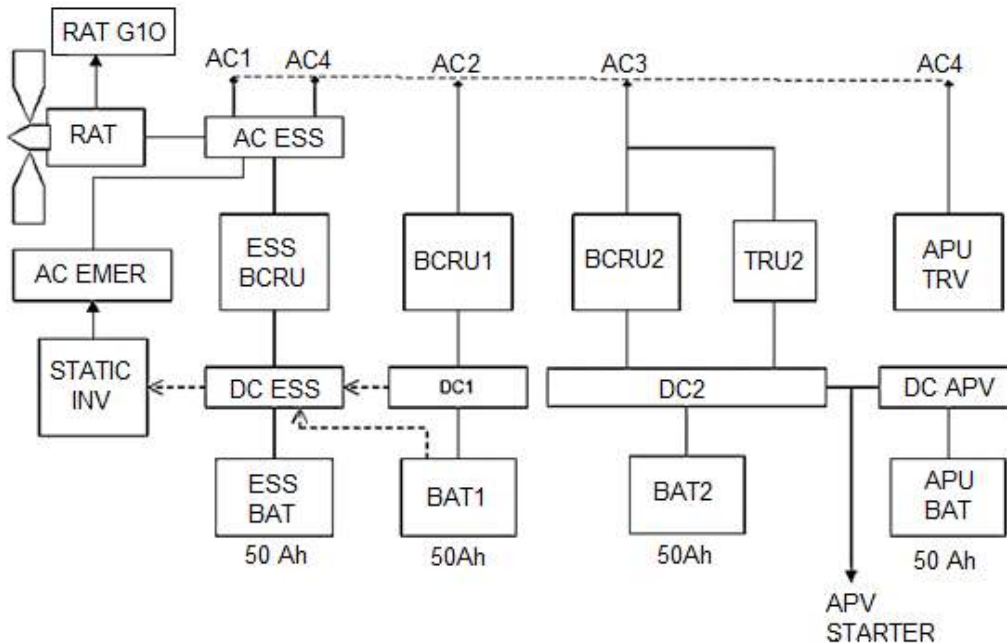 RAT G1O
AC1
AC4
AC2
AC3
AC4
RAT
AC ESS
ESS
BCRU
BCRU1
BCRU2
TRU2
APU
TRV
AC EMER
STATIC
INV
DC ESS
DC1
DC2
DC APV
ESS
BAT
BAT1
BAT2
APU
BAT
50 Ah
50Ah
50Ah
50 Ah
APV
STARTER